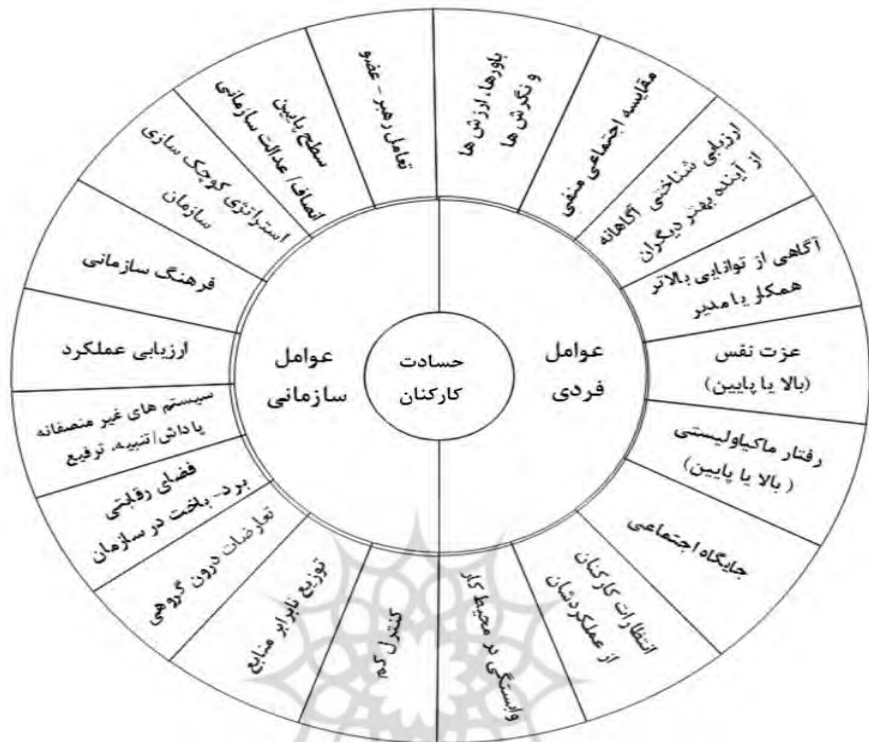 حسادت
کارکنان
عوامل
فردی
عوامل
سازمانی
باورها، ارزش ها
و نگرش ها
مقایسه اجتماعی منفی
ارزیابی شناختی آگاهانه
از آینده بهتر دیگران
آگاهی از توانایی بالاتر
همکار یا مدیر
عزت نفس
(بالا یا پایین)
رفتار ماکیاولیستی
(بالا یا پایین)
جایگاه اجتماعی
انتظارات کارکنان
از عملکردشان
وابستگی در محیط کار
کنترل کم
توزیع نابرابر منابع
تعارضات درون گروهی
فضای رقابتی
برد- باخت در سازمان
سیستم های غیر منصفانه
پاداش/تنبیه، ترفیع
ارزیابی عملکرد
فرهنگ سازمانی
استراتژی کوچک سازی
سازمان
سطح پایین
انصاف/ عدالت سازمانی
تعامل رهبر - عضو